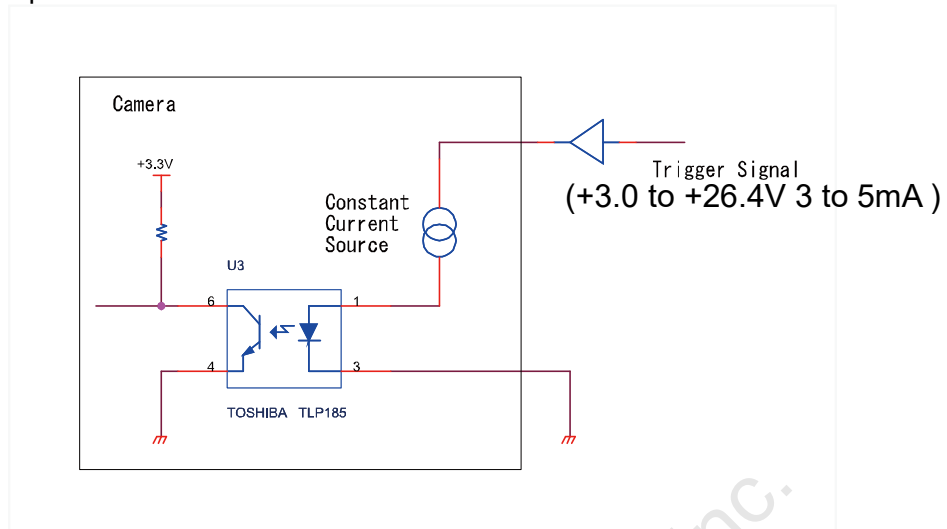 Camera
+3.3V
Trigger Signal
(+3.0 to +26.4V 3 to 5mA )
Constant
Current
Source
U3
6
1
4
3
TOSHIBA TLP185
nc.